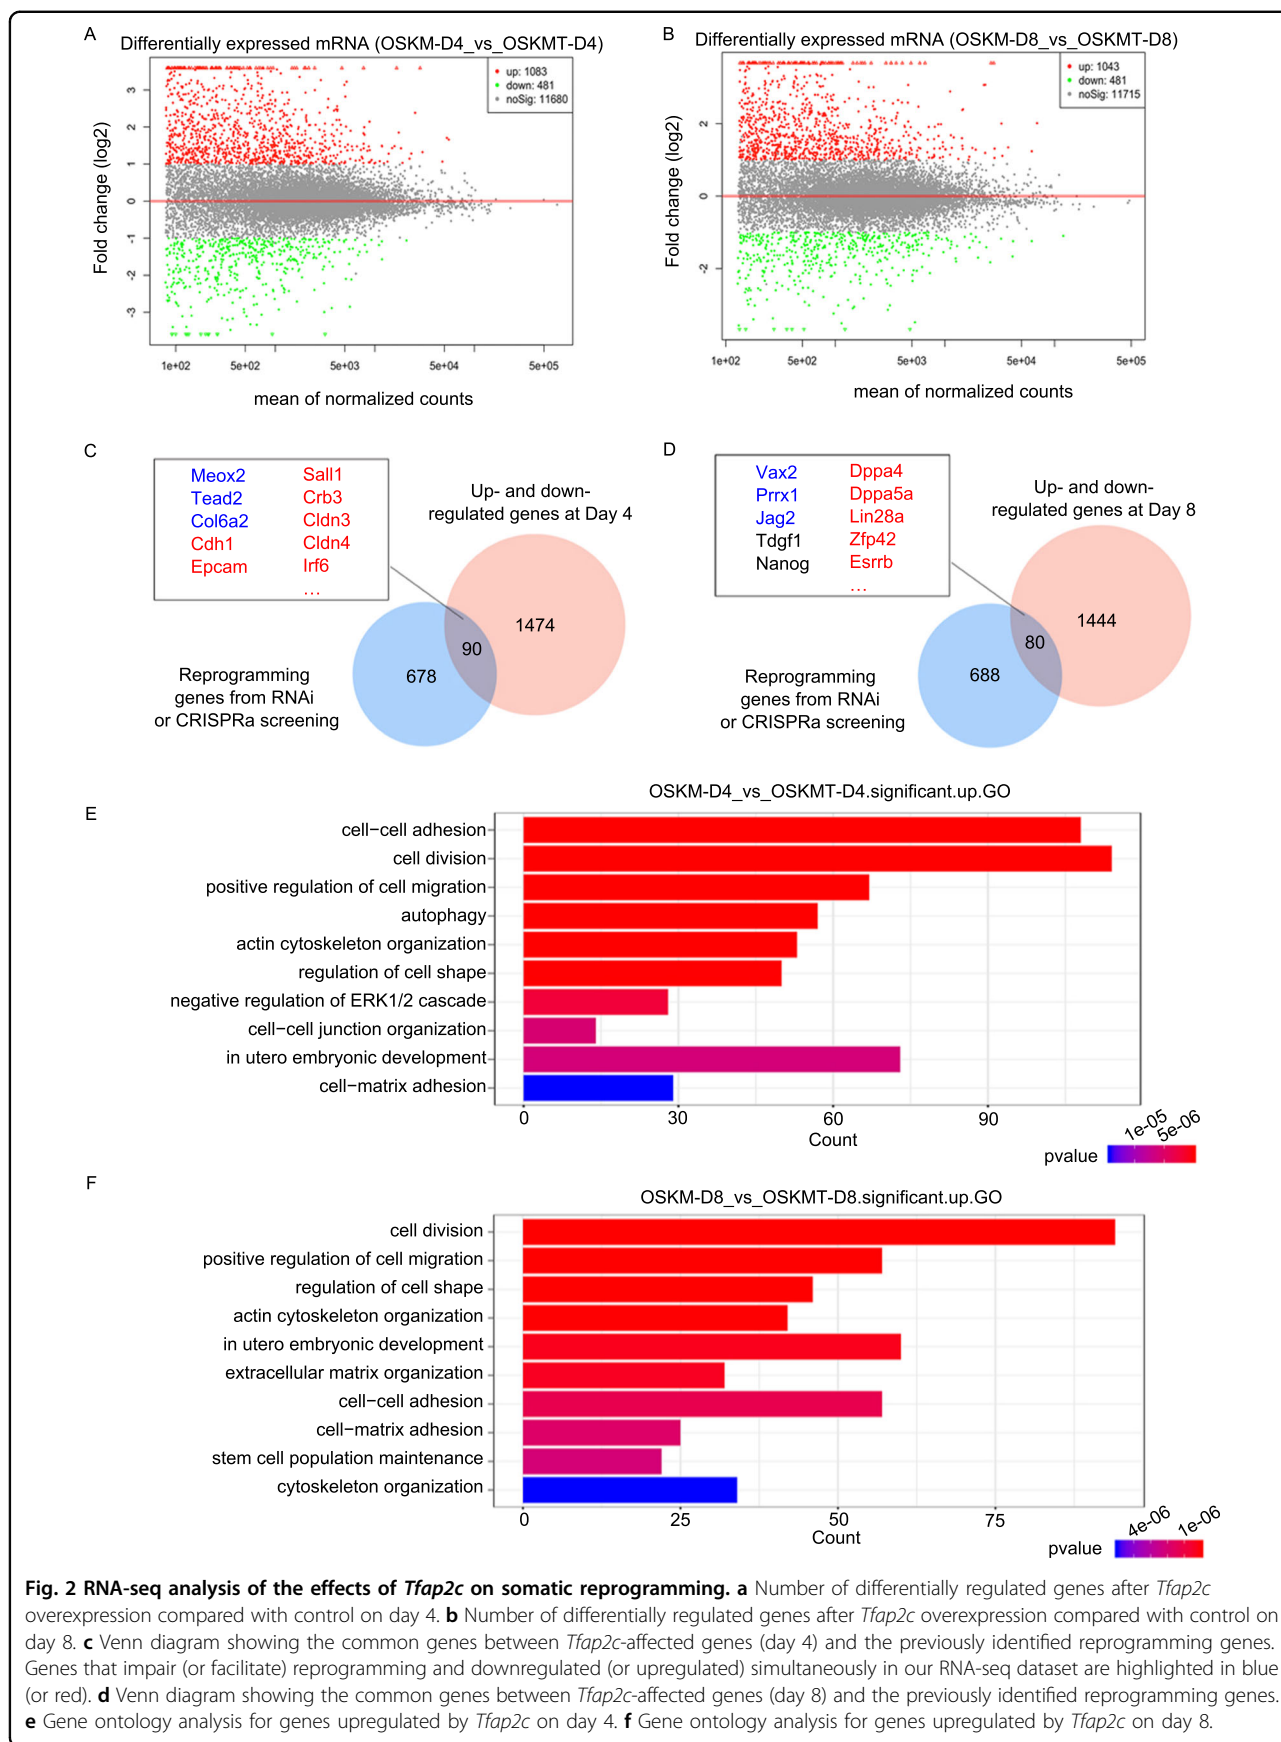 A
Differentially expressed mRNA (OSKM-D4_vs_OSKMT-D4)
up: 1083
down: 481
noSig: 11680
Fold change (log2)
3
2
1
0
-1
-2
-3
1e+02 5e+02 5e+03 5e+04 5e+05
mean of normalized counts
B
Differentially expressed mRNA (OSKM-D8_vs_OSKMT-D8)
up: 1043
down: 481
noSig: 11715
Fold change (log2)
2
0
-2
1e+02 5e+02 5e+03 5e+04 5e+05
mean of normalized counts
C
Meox2 Sall1
Tead2 Crb3
Col6a2 Cldn3
Cdh1 Cldn4
Epcam Irf6
...
Up- and down-
regulated genes at Day 4
1474
90
678
Reprogramming
genes from RNAi
or CRISPRa screening
D
Vax2 Dppa4
Prrx1 Dppa5a
Jag2 Lin28a
Tdgf1 Zfp42
Nanog Esrrb
...
Up- and down-
regulated genes at Day 8
1444
80
688
Reprogramming
genes from RNAi
or CRISPRa screening
E
OSKM-D4_vs_OSKMT-D4.significant.up.GO
cell−cell adhesion
cell division
positive regulation of cell migration
autophagy
actin cytoskeleton organization
regulation of cell shape
negative regulation of ERK1/2 cascade
cell−cell junction organization
in utero embryonic development
cell−matrix adhesion
0 30 60 90
Count
pvalue 1e-05 5e-06
F
OSKM-D8_vs_OSKMT-D8.significant.up.GO
cell division
positive regulation of cell migration
regulation of cell shape
actin cytoskeleton organization
in utero embryonic development
extracellular matrix organization
cell−cell adhesion
cell−matrix adhesion
stem cell population maintenance
cytoskeleton organization
0 25 50 75
Count
pvalue 4e-06 1e-06
Fig. 2 RNA-seq analysis of the effects of Tfap2c on somatic reprogramming. a Number of differentially regulated genes after Tfap2c
overexpression compared with control on day 4. b Number of differentially regulated genes after Tfap2c overexpression compared with control on
day 8. c Venn diagram showing the common genes between Tfap2c-affected genes (day 4) and the previously identified reprogramming genes.
Genes that impair (or facilitate) reprogramming and downregulated (or upregulated) simultaneously in our RNA-seq dataset are highlighted in blue
(or red). d Venn diagram showing the common genes between Tfap2c-affected genes (day 8) and the previously identified reprogramming genes.
e Gene ontology analysis for genes upregulated by Tfap2c on day 4. f Gene ontology analysis for genes upregulated by Tfap2c on day 8.